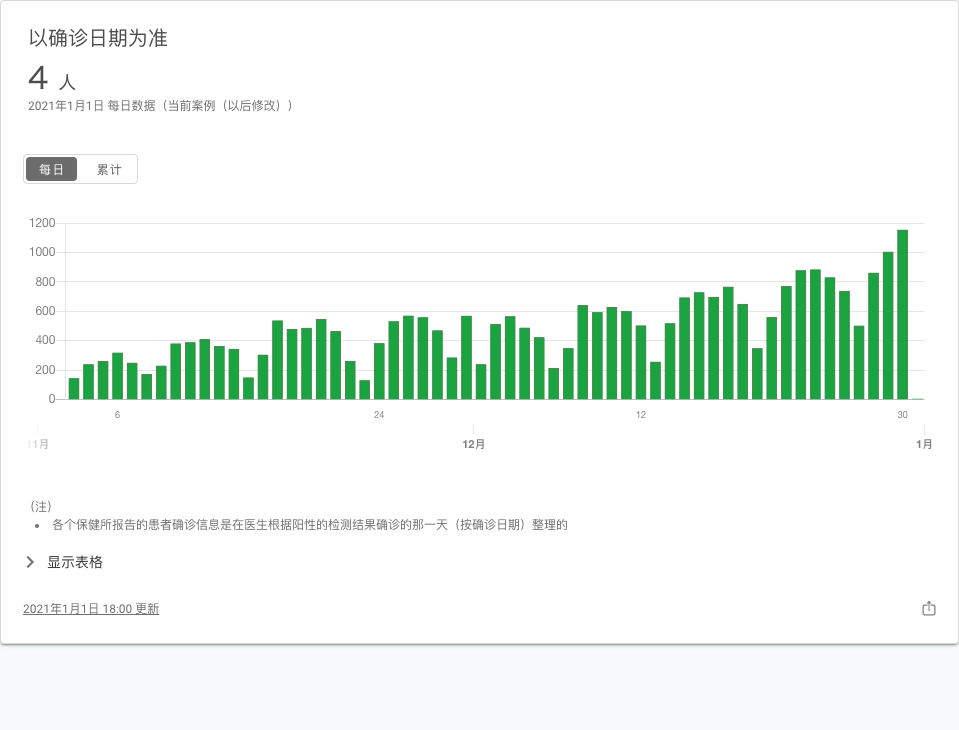 以确诊日期为准
4 人
2021年1月1日 每日数据（当前案例（以后修改））
每日 累计
1200
1000
800
600
400
200
0
6 24 12 30
11月 12月 1月
（注）
• 各个保健所报告的患者确诊信息是在医生根据阳性的检测结果确诊的那一天（按确诊日期）整理的
显示表格
2021年1月1日 18:00 更新